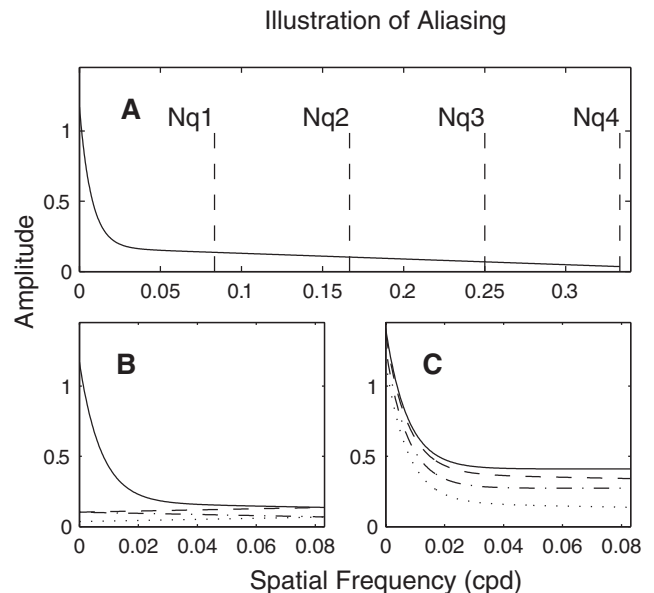 Illustration of Aliasing
A
Nq1 Nq2 Nq3 Nq4
1
0.5
0
0 0.05 0.1 0.15 0.2 0.25 0.3
Amplitude
B
1
0.5
0
0 0.02 0.04 0.06 0.08
C
1
0.5
0
0 0.02 0.04 0.06 0.08
Spatial Frequency (cpd)